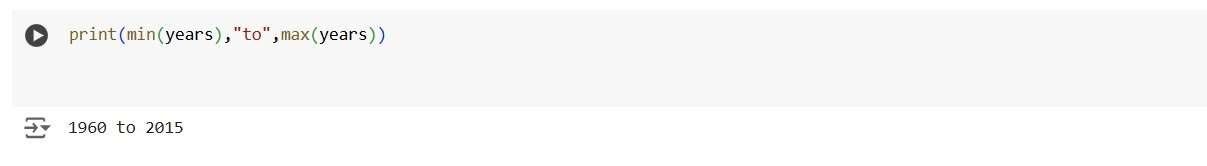 print(min(years),"to",max(years))
1960 to 2015